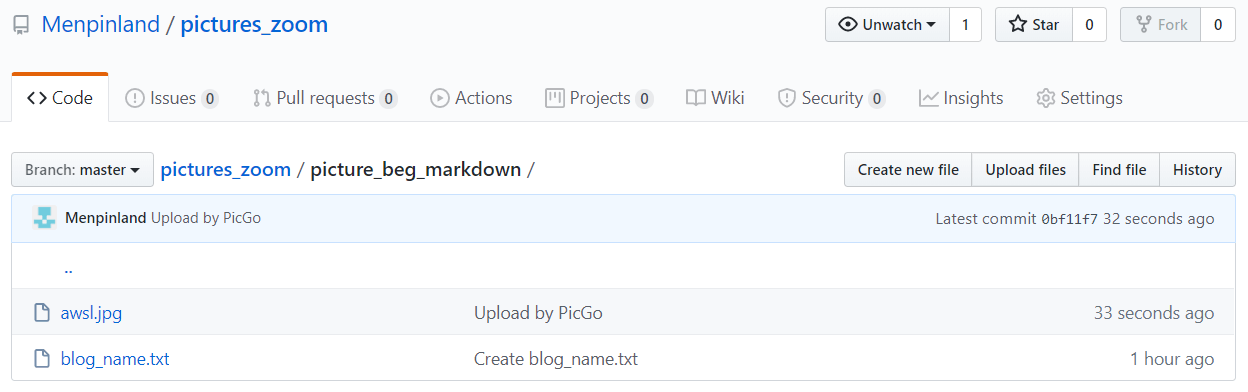 Menpinland / pictures_zoom Unwatch 1 Star 0 Fork 0
Code Issues 0 Pull requests 0 Actions Projects 0 Wiki Security 0 Insights Settings
Branch: master pictures_zoom / picture_beg_markdown / Create new file Upload files Find file History
Menpinland Upload by PicGo Latest commit 0bf11f7 32 seconds ago
..
awsl.jpg Upload by PicGo 33 seconds ago
blog_name.txt Create blog_name.txt 1 hour ago